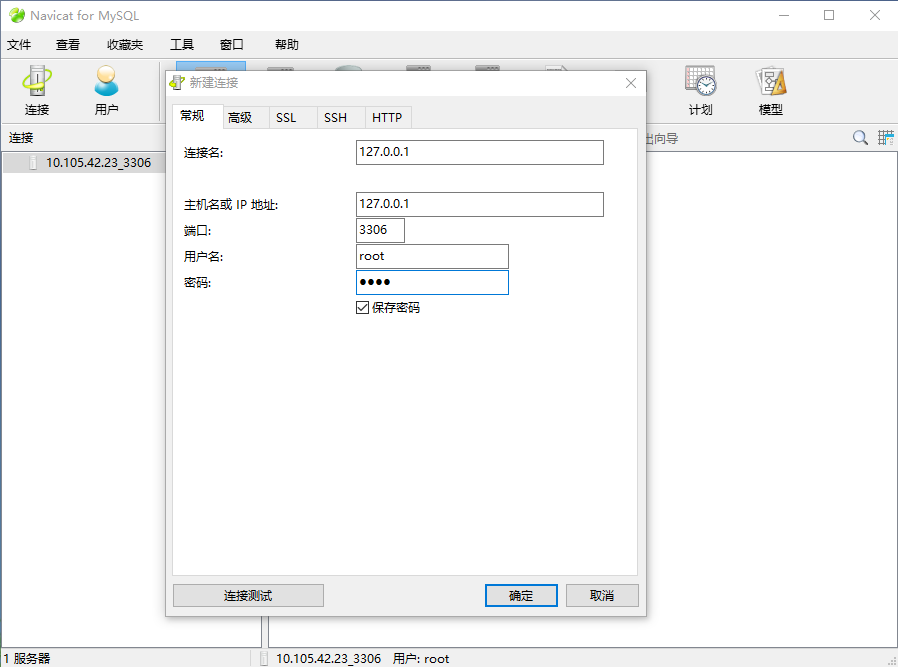 Navicat for MySQL
文件 查看 收藏夹 工具 窗口 帮助
连接 用户 计划 模型
新建连接
连接
出向导
10.105.42.23_3306
常规 高级 SSL SSH HTTP
连接名: 127.0.0.1
主机名或 IP 地址: 127.0.0.1
端口: 3306
用户名: root
密码: ●●●●
保存密码
连接测试 确定 取消
1 服务器 10.105.42.23_3306 用户: root